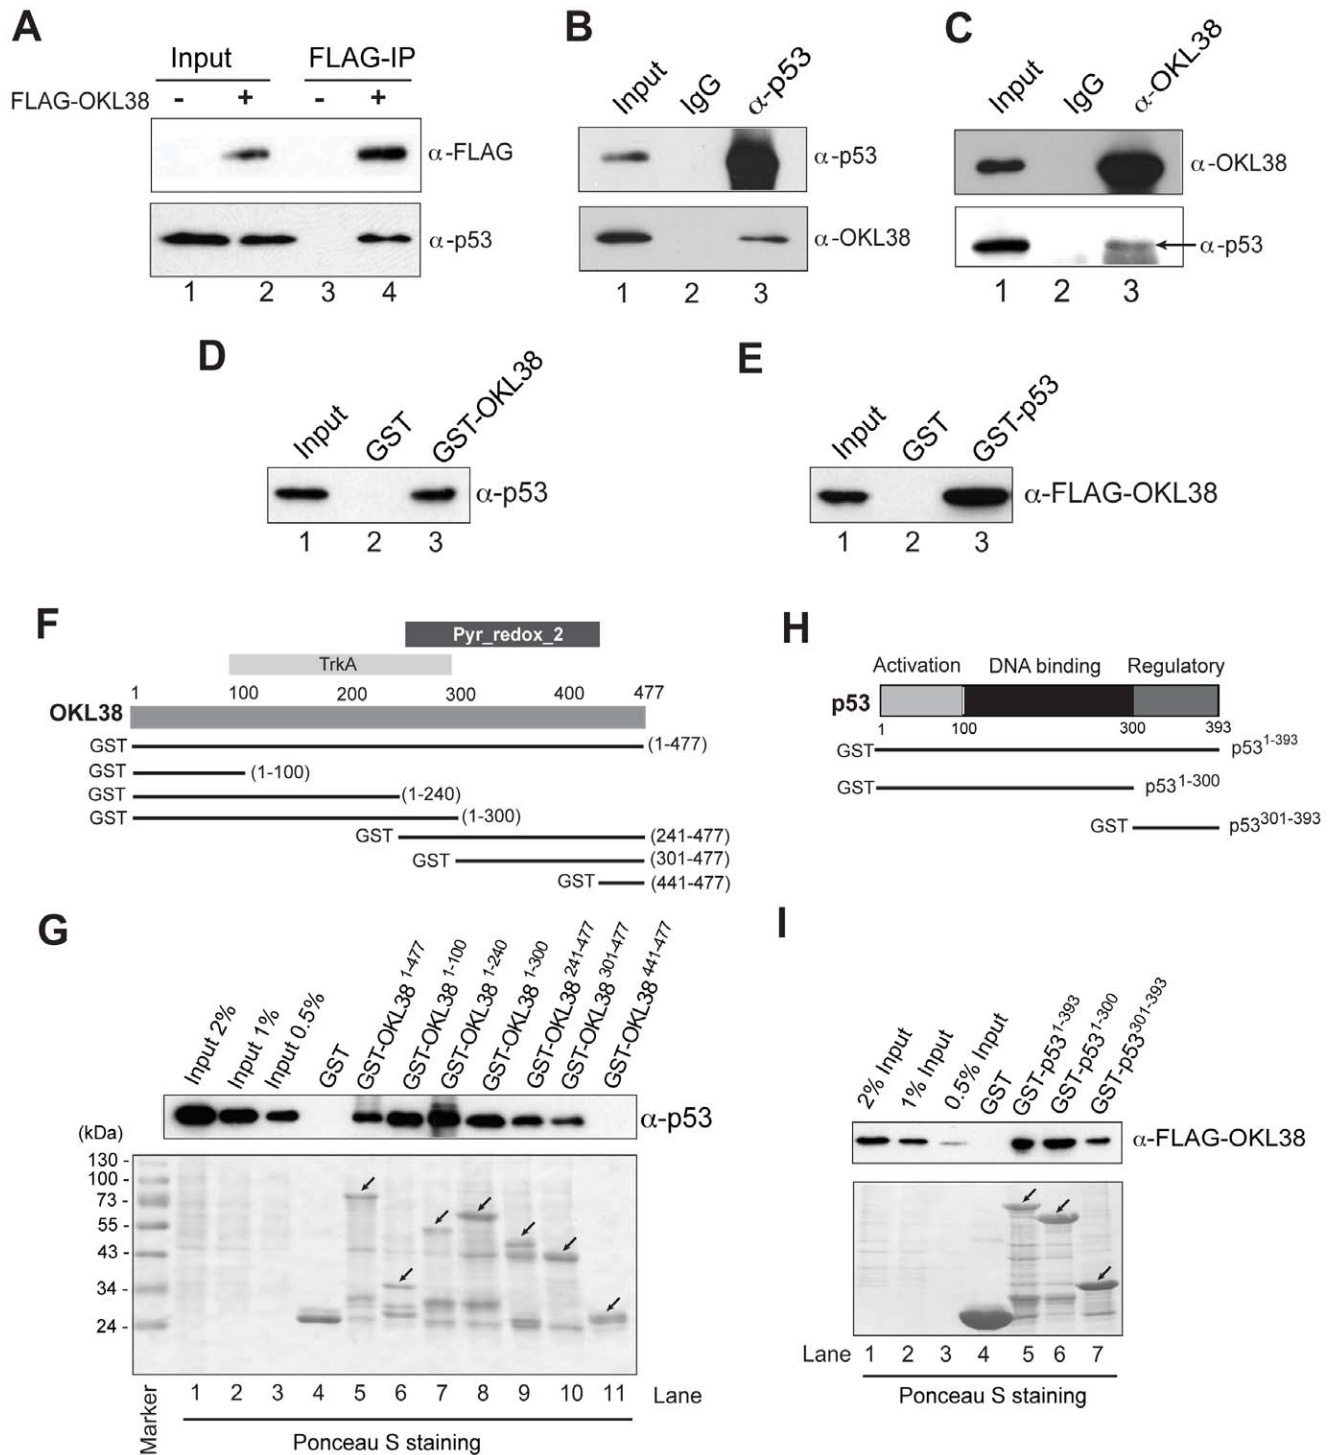 A
Input FLAG-IP
FLAG-OKL38 - + - +
α-FLAG
α-p53
1 2 3 4
B
Input IgG α-p53
α-p53
α-OKL38
1 2 3
C
Input IgG α-OKL38
α-OKL38
α-p53
1 2 3
D
Input GST GST-OKL38
α-p53
1 2 3
E
Input GST GST-p53
α-FLAG-OKL38
1 2 3
F
Pyr_redox_2
TrkA
1 100 200 300 400 477
OKL38
GST (1-477)
GST (1-100)
GST (1-240)
GST (1-300)
GST (241-477)
GST (301-477)
GST (441-477)
H
Activation DNA binding Regulatory
p53
1 100 300 393
GST p53 1-393
GST p53 1-300
GST p53 301-393
G
Input 2% Input 1% Input 0.5% GST GST-OKL38 1-477 GST-OKL38 1-100 GST-OKL38 1-240 GST-OKL38 1-300 GST-OKL38 241-477 GST-OKL38 301-477 GST-OKL38 441-477
α-p53
(kDa)
130 -
100 -
73 -
55 -
43 -
34 -
24 -
Marker 1 2 3 4 5 6 7 8 9 10 11 Lane
Ponceau S staining
I
2% Input 1% Input 0.5% Input GST GST-p53 1-393 GST-p53 1-300 GST-p53 301-393
α-FLAG-OKL38
Lane 1 2 3 4 5 6 7
Ponceau S staining